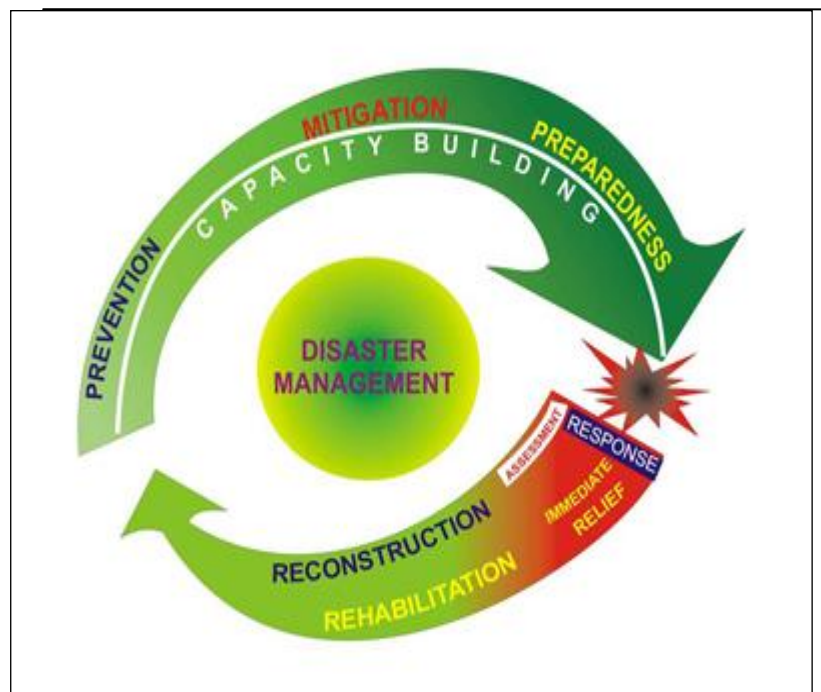 PREVENTION
MITIGATION
PREPAREDNESS
CAPACITY BUILDING
DISASTER
MANAGEMENT
RESPONSE
ASSESSMENT
IMMEDIATE
RELIEF
RECONSTRUCTION
REHABILITATION